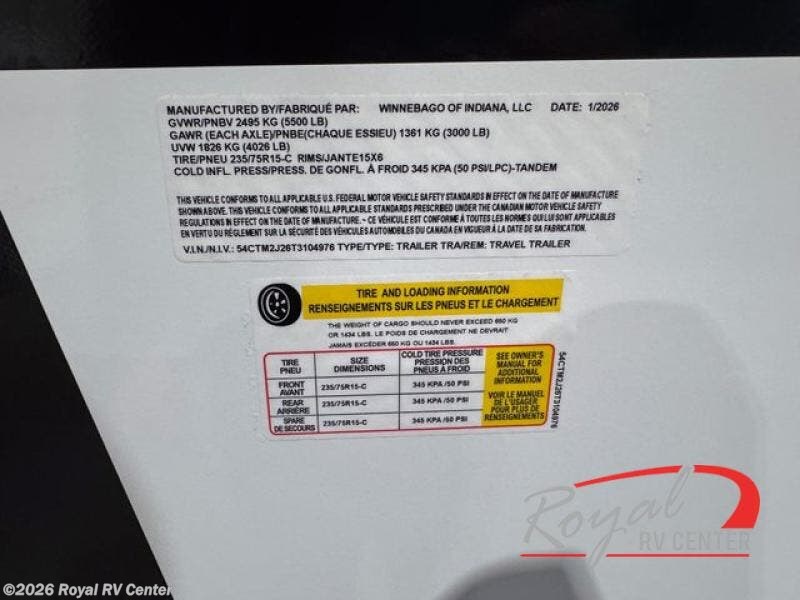 MANUFACTURED BY/FABRIQUÉ PAR: WINNEBAGO OF INDIANA, LLC DATE: 1/2026
GVWR/PNBV 2495 KG (5500 LB)
GAWR (EACH AXLE)/PNBE(CHAQUE ESSIEU) 1361 KG (3000 LB)
UVW 1826 KG (4026 LB)
TIRE/PNEU 235/75R15-C RIMS/JANTE15X6
COLD INFL. PRESS/PRESS. DE GONFL. À FROID 345 KPA (50 PSI/LPC)-TANDEM
THIS VEHICLE CONFORMS TO ALL APPLICABLE U.S. FEDERAL MOTOR VEHICLE SAFETY STANDARDS IN EFFECT ON THE DATE OF MANUFACTURE
SHOWN ABOVE. THIS VEHICLE CONFORMS TO ALL APPLICABLE STANDARDS PRESCRIBED UNDER THE CANADIAN MOTOR VEHICLE SAFETY
REGULATIONS IN EFFECT ON THE DATE OF MANUFACTURE. - CE VÉHICULE EST CONFORME À TOUTES LES NORMES QUI LUI SONT APPLICABLES
EN VERTU DU RÈGLEMENT SUR LA SÉCURITÉ DES VÉHICULES AUTOMOBILES DU CANADA EN VIGUEUR À LA DATE DE SA FABRICATION.
V.I.N./N.I.V.: 54CTM2J26T3104976 TYPE/TYPE: TRAILER TRA/REM: TRAVEL TRAILER
TIRE AND LOADING INFORMATION
RENSEIGNEMENTS SUR LES PNEUS ET LE CHARGEMENT
THE WEIGHT OF CARGO SHOULD NEVER EXCEED 650 KG
OR 1434 LBS. LE POIDS DE CHARGEMENT NE DEVRAIT
JAMAIS EXCÉDER 650 KG OU 1434 LBS.
TIRE
PNEU
SIZE
DIMENSIONS
COLD TIRE PRESSURE
PRESSION DES
PNEUS À FROID
FRONT
AVANT
235/75R15-C
345 KPA /50 PSI
REAR
ARRIÈRE
235/75R15-C
345 KPA /50 PSI
SPARE
DE SECOURS
235/75R15-C
345 KPA /50 PSI
SEE OWNER'S
MANUAL FOR
ADDITIONAL
INFORMATION
VOIR LE MANUEL
DE L'USAGER
POUR PLUS DE
RENSEIGNEMENTS
54CTM2J26T3104976
Royal
RV CENTER
©2026 Royal RV Center